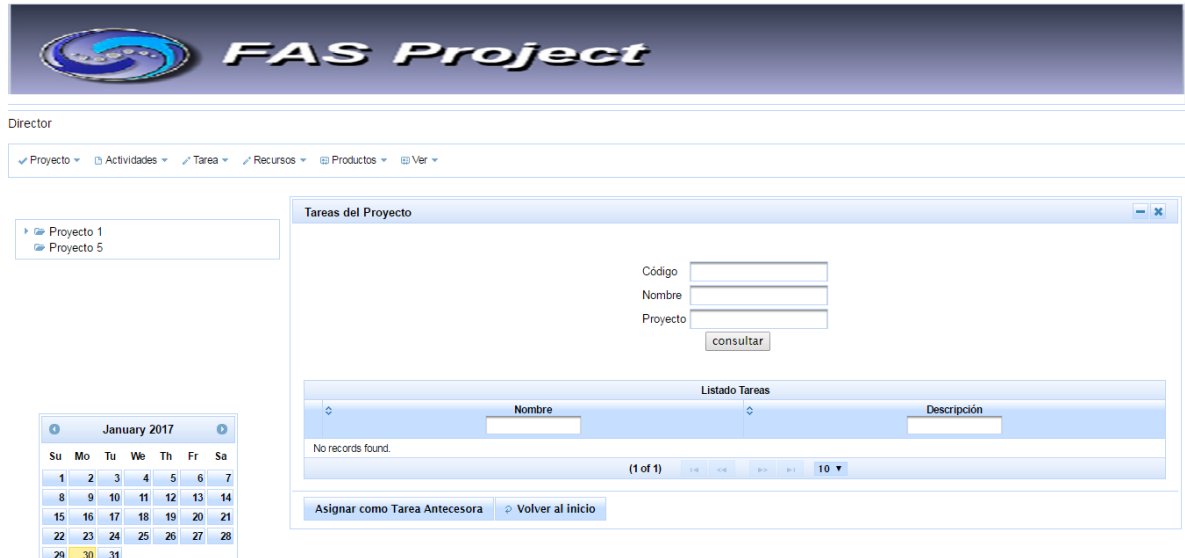 FAS Project
Director
Proyecto Actividades Tarea Recursos Productos Ver
Proyecto 1
Proyecto 5
Tareas del Proyecto
Código
Nombre
Proyecto
consultar
Listado Tareas
Nombre Descripción
No records found.
(1 of 1) 10
Asignar como Tarea Antecesora Volver al inicio
January 2017
Su Mo Tu We Th Fr Sa
1 2 3 4 5 6 7
8 9 10 11 12 13 14
15 16 17 18 19 20 21
22 23 24 25 26 27 28
29 30 31